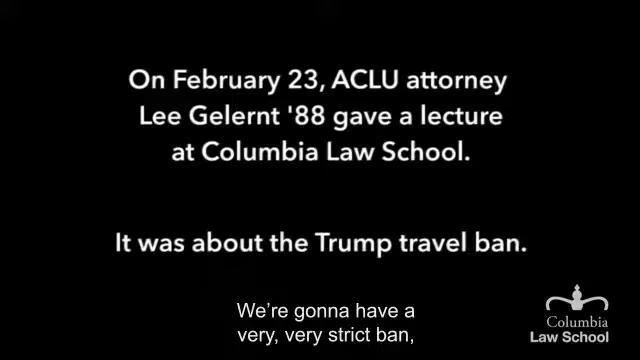 On February 23, ACLU attorney
Lee Gelernt '88 gave a lecture
at Columbia Law School.
It was about the Trump travel ban.
We’re gonna have a
very, very strict ban,
Columbia
Law School